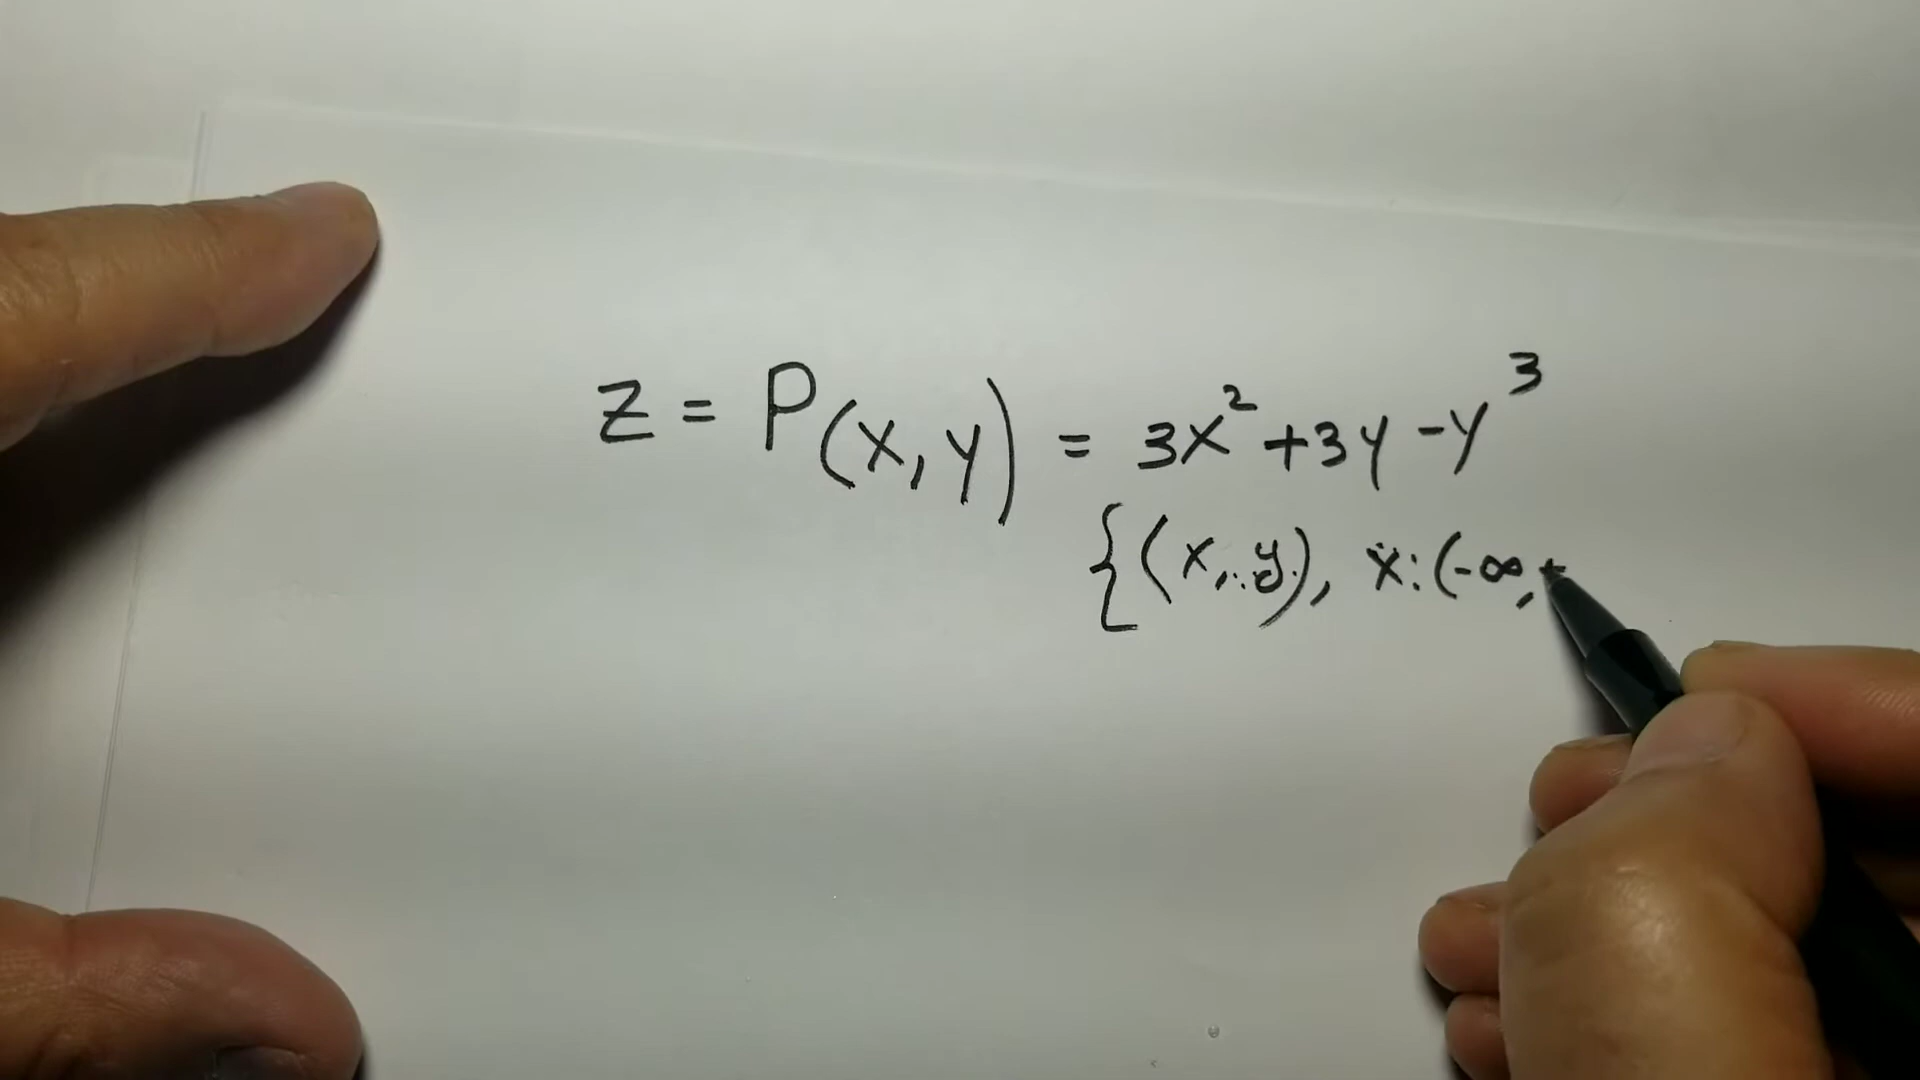 z = P(x,y) = 3x² + 3y - y³
{(x, y), x: (-∞, +